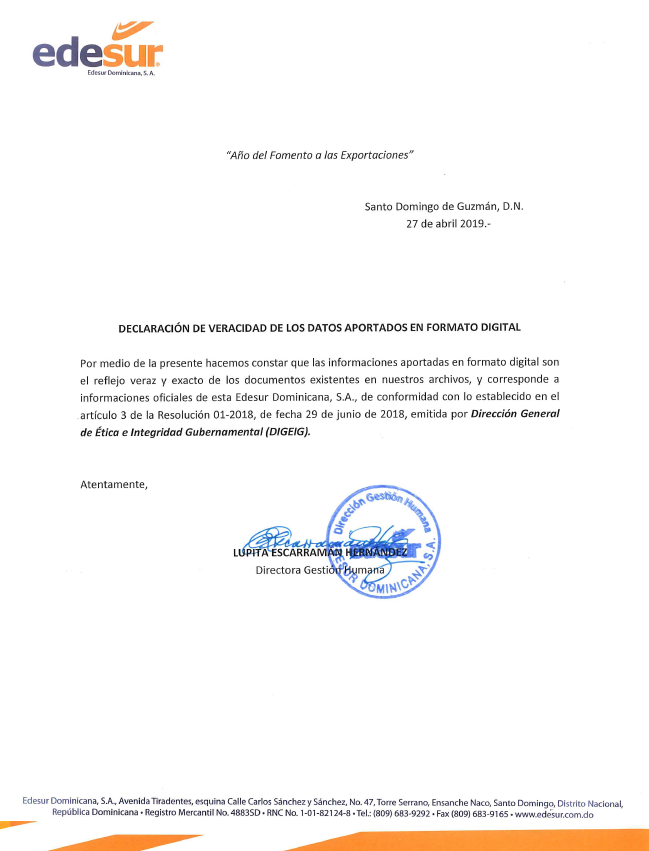 edesur
Edesur Dominicana, S.A.
“Año del Fomento a las Exportaciones”
Santo Domingo de Guzmán, D.N.
27 de abril 2019.-
DECLARACIÓN DE VERACIDAD DE LOS DATOS APORTADOS EN FORMATO DIGITAL
Por medio de la presente hacemos constar que las informaciones aportadas en formato digital son
el reflejo veraz y exacto de los documentos existentes en nuestros archivos, y corresponde a
informaciones oficiales de esta Edesur Dominicana, S.A., de conformidad con lo establecido en el
artículo 3 de la Resolución 01-2018, de fecha 29 de junio de 2018, emitida por Dirección General
de Ética e Integridad Gubernamental (DIGEIG).
Atentamente,
Dirección Gestión Humana
EDESUR DOMINICANA, S.A.
LUPITA ESCARRAMAN HERNANDEZ
Directora Gestión Humana
Edesur Dominicana, S.A., Avenida Tiradentes, esquina Calle Carlos Sánchez y Sánchez, No. 47, Torre Serrano, Ensanche Naco, Santo Domingo, Distrito Nacional,
República Dominicana • Registro Mercantil No. 4883SD • RNC No. 1-01-82124-8 • Tel.: (809) 683-9292 • Fax (809) 683-9165 • www.edesur.com.do